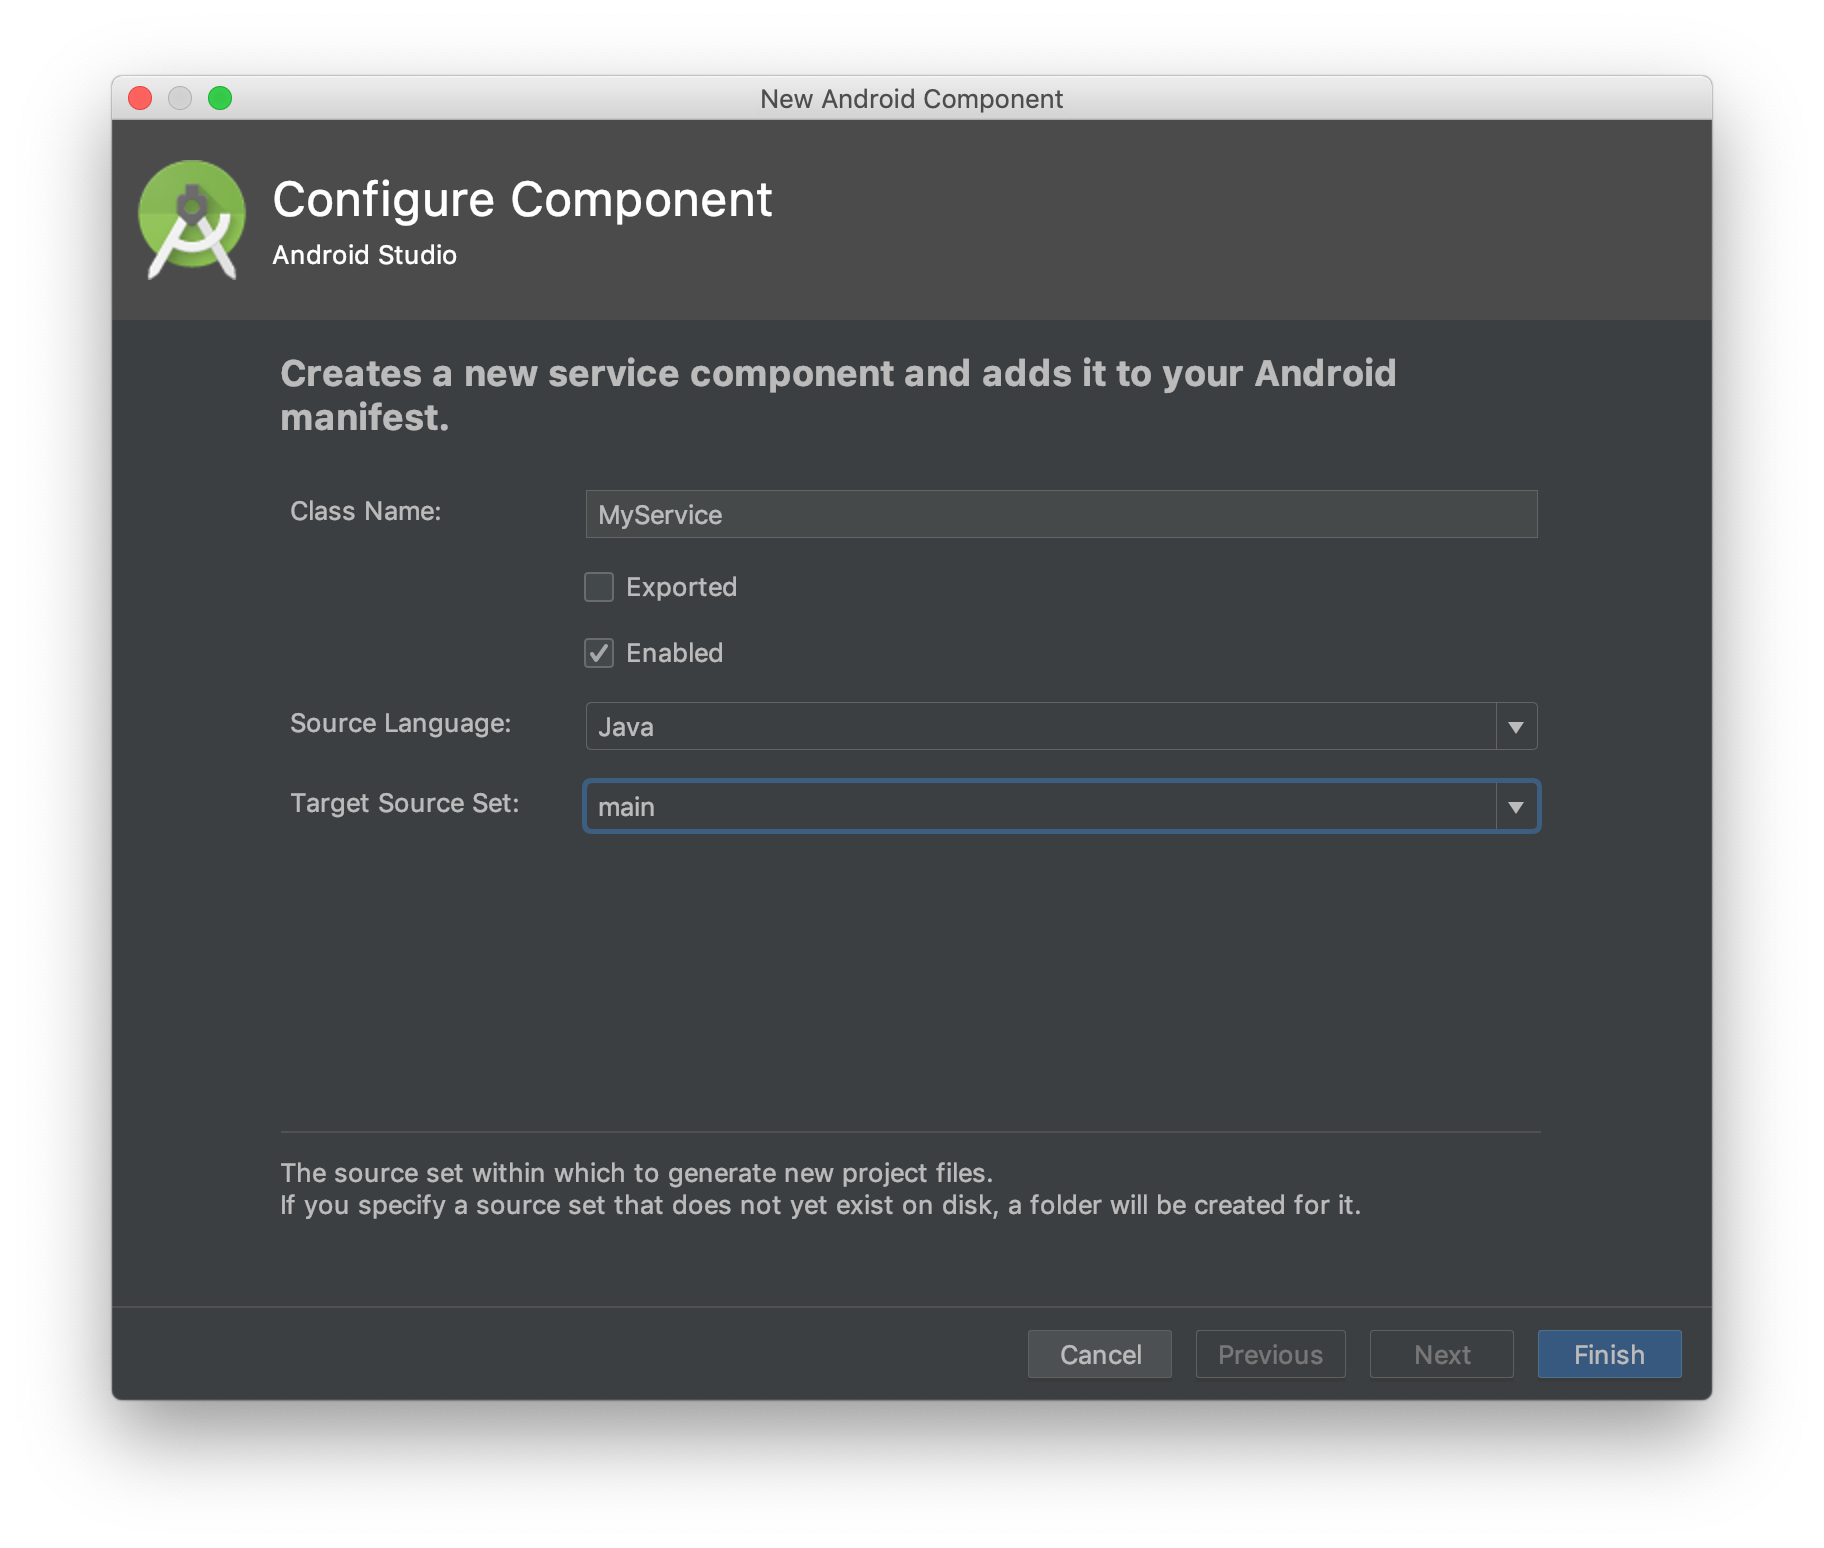 New Android Component
Configure Component
Android Studio
Creates a new service component and adds it to your Android
manifest.
Class Name:
MyService
Exported
Enabled
Source Language:
Java
Target Source Set:
main
The source set within which to generate new project files.
If you specify a source set that does not yet exist on disk, a folder will be created for it.
Cancel
Previous
Next
Finish